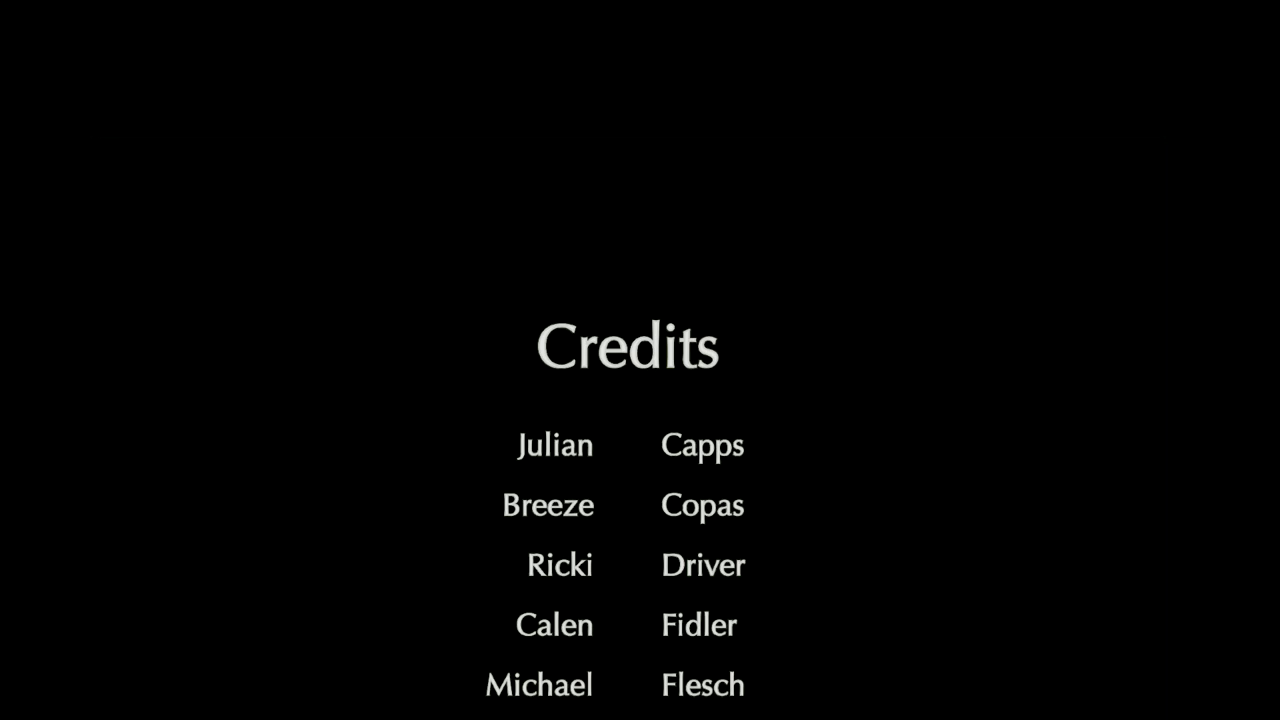 Credits
Julian Capps
Breeze Copas
Ricki Driver
Calen Fidler
Michael Flesch